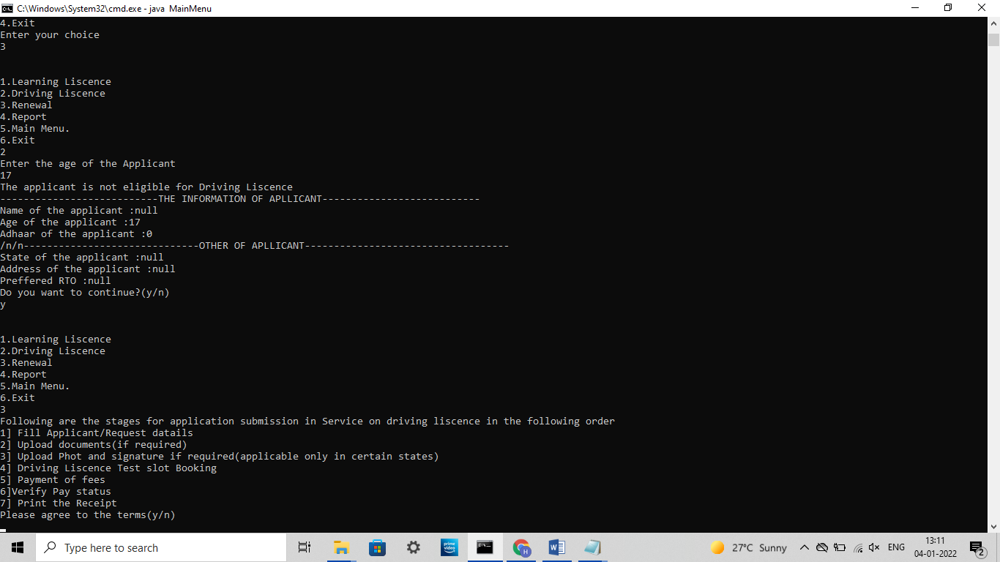 C:\Windows\System32\cmd.exe - java  MainMenu
4.Exit
Enter your choice
3
1.Learning Liscence
2.Driving Liscence
3.Renewal
4.Report
5.Main Menu.
6.Exit
2
Enter the age of the Applicant
17
The applicant is not eligible for Driving Liscence
---------------------------THE INFORMATION OF APLLICANT---------------------------
Name of the applicant :null
Age of the applicant :17
Adhaar of the applicant :0
/n/n------------------------------OTHER OF APLLICANT-----------------------------------
State of the applicant :null
Address of the applicant :null
Preffered RTO :null
Do you want to continue?(y/n)
y
1.Learning Liscence
2.Driving Liscence
3.Renewal
4.Report
5.Main Menu.
6.Exit
3
Following are the stages for application submission in Service on driving liscence in the following order
1] Fill Applicant/Request datails
2] Upload documents(if required)
3] Upload Phot and signature if required(applicable only in certain states)
4] Driving Liscence Test slot Booking
5] Payment of fees
6]Verify Pay status
7] Print the Receipt
Please agree to the terms(y/n)
Type here to search
prime video
H
W
27°C Sunny
ENG
13:11
04-01-2022
2